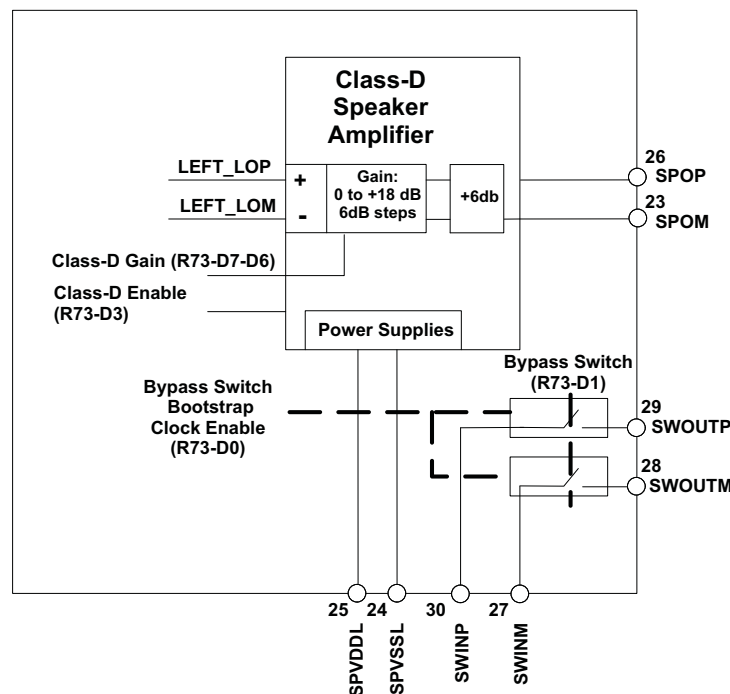 Class-D
Speaker
Amplifier
LEFT_LOP
LEFT_LOM
+
-
Gain:
0 to +18 dB
6dB steps
+6db
26
SPOP
23
SPOM
Class-D Gain (R73-D7-D6)
Class-D Enable
(R73-D3)
Power Supplies
Bypass Switch
(R73-D1)
Bypass Switch
Bootstrap
Clock Enable
(R73-D0)
29
SWOUTP
28
SWOUTM
25
24
30
27
SPVDDL
SPVSSL
SWINP
SWINM